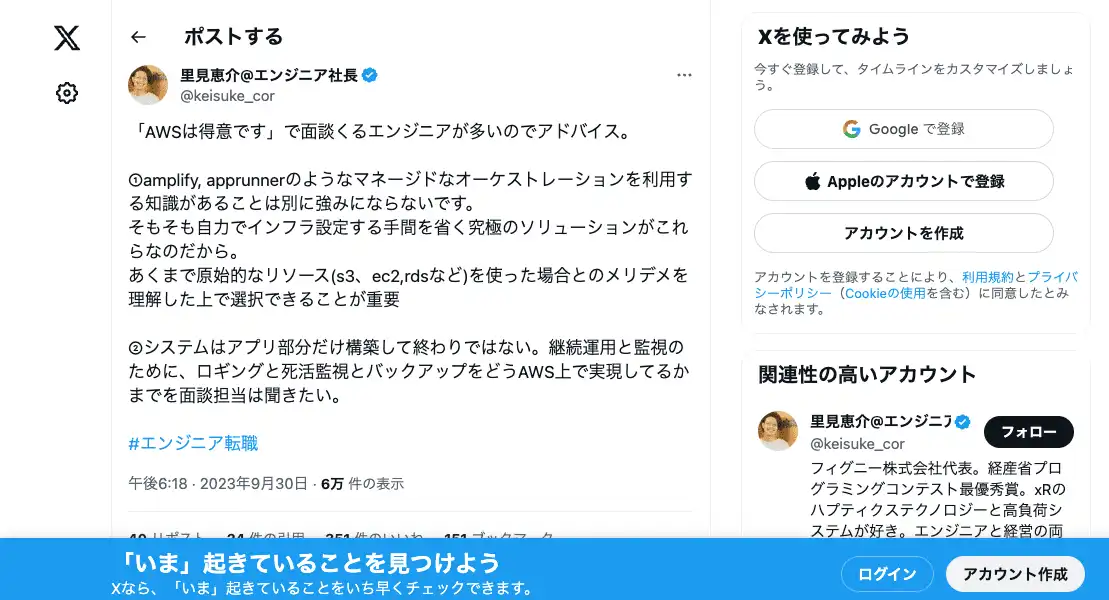 ポストする
里見恵介@エンジニア社長
@keisuke_cor
「AWSは得意です」で面談くるエンジニアが多いのでアドバイス。
①amplify, apprunnerのようなマネージドなオーケストレーションを利用す
る知識があることは別に強みにならないです。
そもそも自力でインフラ設定する手間を省く究極のソリューションがこれ
らなのだから。
あくまで原始的なリソース(s3、ec2,rdsなど)を使った場合とのメリデメを
理解した上で選択できることが重要
②システムはアプリ部分だけ構築して終わりではない。継続運用と監視の
ために、ロギングと死活監視とバックアップをどうAWS上で実現してるか
までを面談担当は聞きたい。
#エンジニア転職
午後6:18 · 2023年9月30日 · 6万 件の表示
40 リポスト 24 件の引用 351 件のいいね 151 ブックマーク
Xを使ってみよう
今すぐ登録して、タイムラインをカスタマイズしましょ
う。
Google で登録
Appleのアカウントで登録
アカウントを作成
アカウントを登録することにより、利用規約とプライバ
シーポリシー（Cookieの使用を含む）に同意したとみ
なされます。
関連性の高いアカウント
里見恵介@エンジニア
@keisuke_cor
フォロー
フィグニー株式会社代表。経産省プロ
グラミングコンテスト最優秀賞。xRの
ハプティクステクノロジーと高負荷シ
ステムが好き。エンジニアと経営の両
「いま」起きていることを見つけよう
Xなら、「いま」起きていることをいち早くチェックできます。
ログイン
アカウント作成